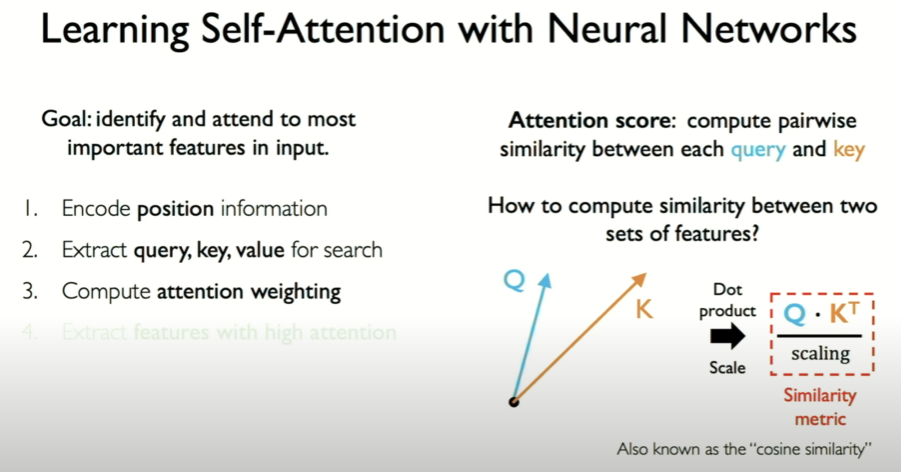 Learning Self-Attention with Neural Networks
Goal: identify and attend to most
important features in input.
1. Encode position information
2. Extract query, key, value for search
3. Compute attention weighting
4. Extract features with high attention
Attention score: compute pairwise
similarity between each query and key
How to compute similarity between two
sets of features?
Q
K
Dot
product
Scale
Q · Kᵀ
scaling
Similarity
metric
Also known as the "cosine similarity"